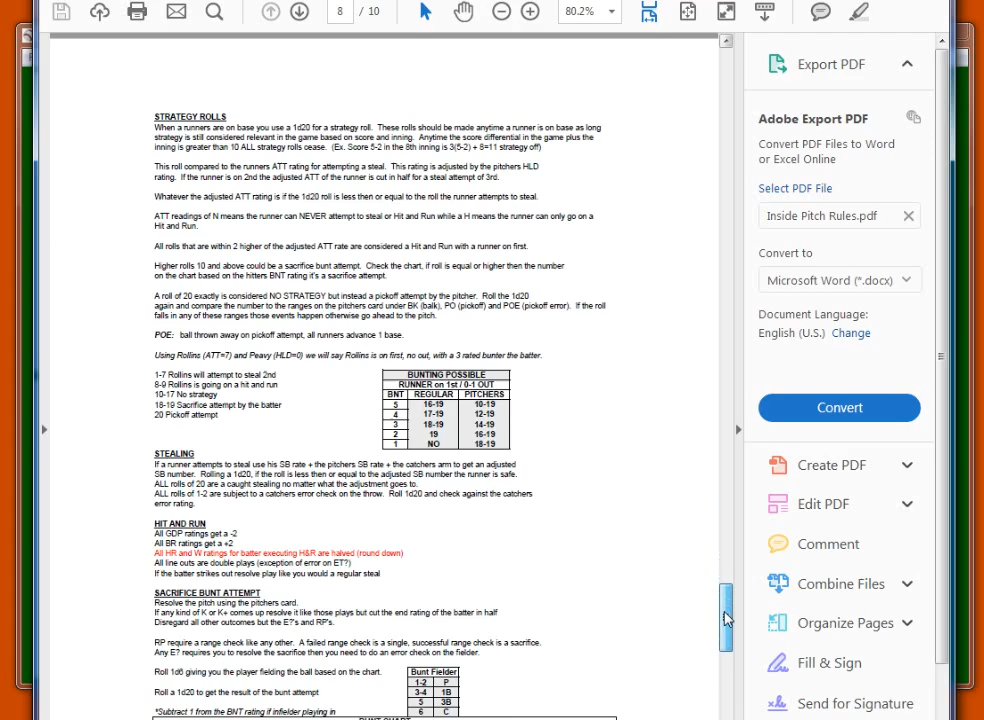 8 / 10
80.2%
STRATEGY ROLLS
When a runners are on base you use a 1d20 for a strategy roll. These rolls should be made anytime a runner is on base as long
strategy is still considered relevant in the game based on score and inning. Anytime the score differential in the game plus the
inning is greater than 10 ALL strategy rolls cease. (Ex. Score 5-2 in the 8th inning is 3(5-2) + 8=11 strategy off)
This roll compared to the runners ATT rating for attempting a steal. This rating is adjusted by the pitchers HLD
rating. If the runner is on 2nd the adjusted ATT of the runner is cut in half for a steal attempt of 3rd.
Whatever the adjusted ATT rating is if the 1d20 roll is less then or equal to the roll the runner attempts to steal.
ATT readings of N means the runner can NEVER attempt to steal or Hit and Run while a H means the runner can only go on a
Hit and Run.
All rolls that are within 2 higher of the adjusted ATT rate are considered a Hit and Run with a runner on first.
Higher rolls 10 and above could be a sacrifice bunt attempt. Check the chart, if roll is equal or higher then the number
on the chart based on the hitters BNT rating it's a sacrifice attempt.
A roll of 20 exactly is considered NO STRATEGY but instead a pickoff attempt by the pitcher. Roll the 1d20
again and compare the number to the ranges on the pitchers card under BK (balk), PO (pickoff) and POE (pickoff error). If the roll
falls in any of these ranges those events happen otherwise go ahead to the pitch.
POE: ball thrown away on pickoff attempt, all runners advance 1 base.
Using Rollins (ATT=7) and Peavy (HLD=0) we will say Rollins is on first, no out, with a 3 rated bunter the batter.
1-7 Rollins will attempt to steal 2nd
8-9 Rollins is going on a hit and run
10-17 No strategy
18-19 Sacrifice attempt by the batter
20 Pickoff attempt
BUNTING POSSIBLE
RUNNER on 1st / 0-1 OUT
BNT REGULAR PITCHERS
5 16-19 10-19
4 17-19 12-19
3 18-19 14-19
2 19 16-19
1 NO 18-19
STEALING
If a runner attempts to steal use his SB rate + the pitchers SB rate + the catchers arm to get an adjusted
SB number. Rolling a 1d20, if the roll is less then or equal to the adjusted SB number the runner is safe.
ALL rolls of 20 are a caught stealing no matter what the adjustment goes to.
ALL rolls of 1-2 are subject to a catchers error check on the throw. Roll 1d20 and check against the catchers
error rating.
HIT AND RUN
All GDP ratings get a -2
All BR ratings get a +2
All HR and W ratings for batter executing H&R are halved (round down)
All line outs are double plays (exception of error on ET?)
If the batter strikes out resolve play like you would a regular steal
SACRIFICE BUNT ATTEMPT
Resolve the pitch using the pitchers card.
If any kind of K or K+ comes up resolve it like those plays but cut the end rating of the batter in half
Disregard all other outcomes but the E?'s and RP's.
RP require a range check like any other. A failed range check is a single, successful range check is a sacrifice.
Any E? requires you to resolve the sacrifice then you need to do an error check on the fielder.
Roll 1d6 giving you the player fielding the ball based on the chart.
Roll a 1d20 to get the result of the bunt attempt
*Subtract 1 from the BNT rating if infielder playing in
Bunt Fielder
1-2 P
3-4 1B
5 3B
6 C
Export PDF
Adobe Export PDF
Convert PDF Files to Word
or Excel Online
Select PDF File
Inside Pitch Rules.pdf
Convert to
Microsoft Word (*.docx)
Document Language:
English (U.S.) Change
Convert
Create PDF
Edit PDF
Comment
Combine Files
Organize Pages
Fill & Sign
Send for Signature